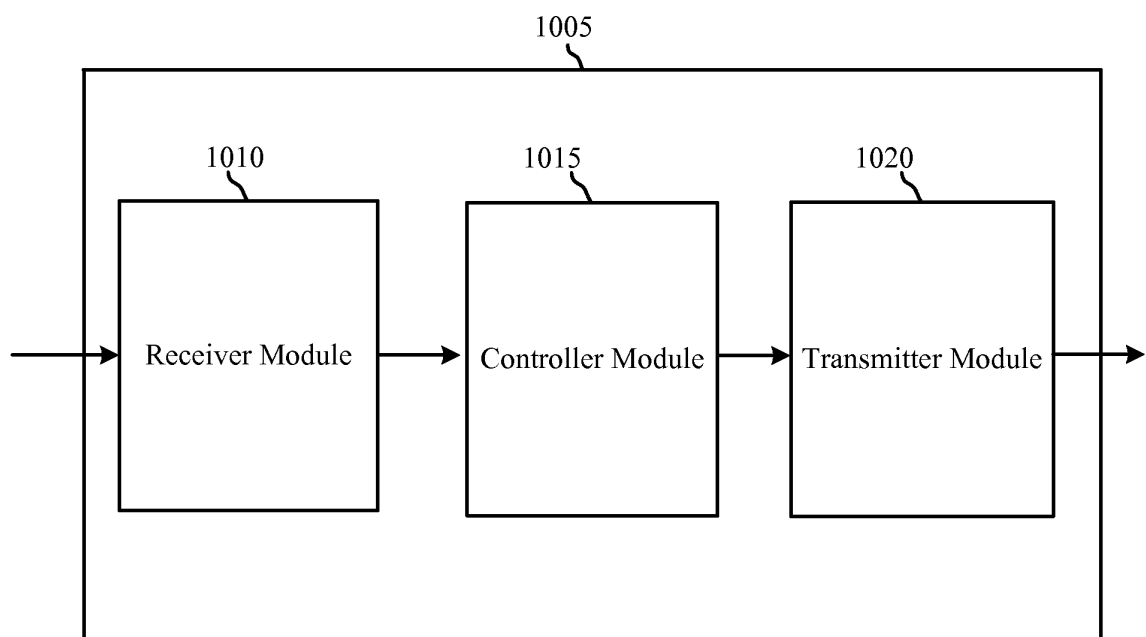 1005
1010
1015
1020
Receiver Module
Controller Module
Transmitter Module